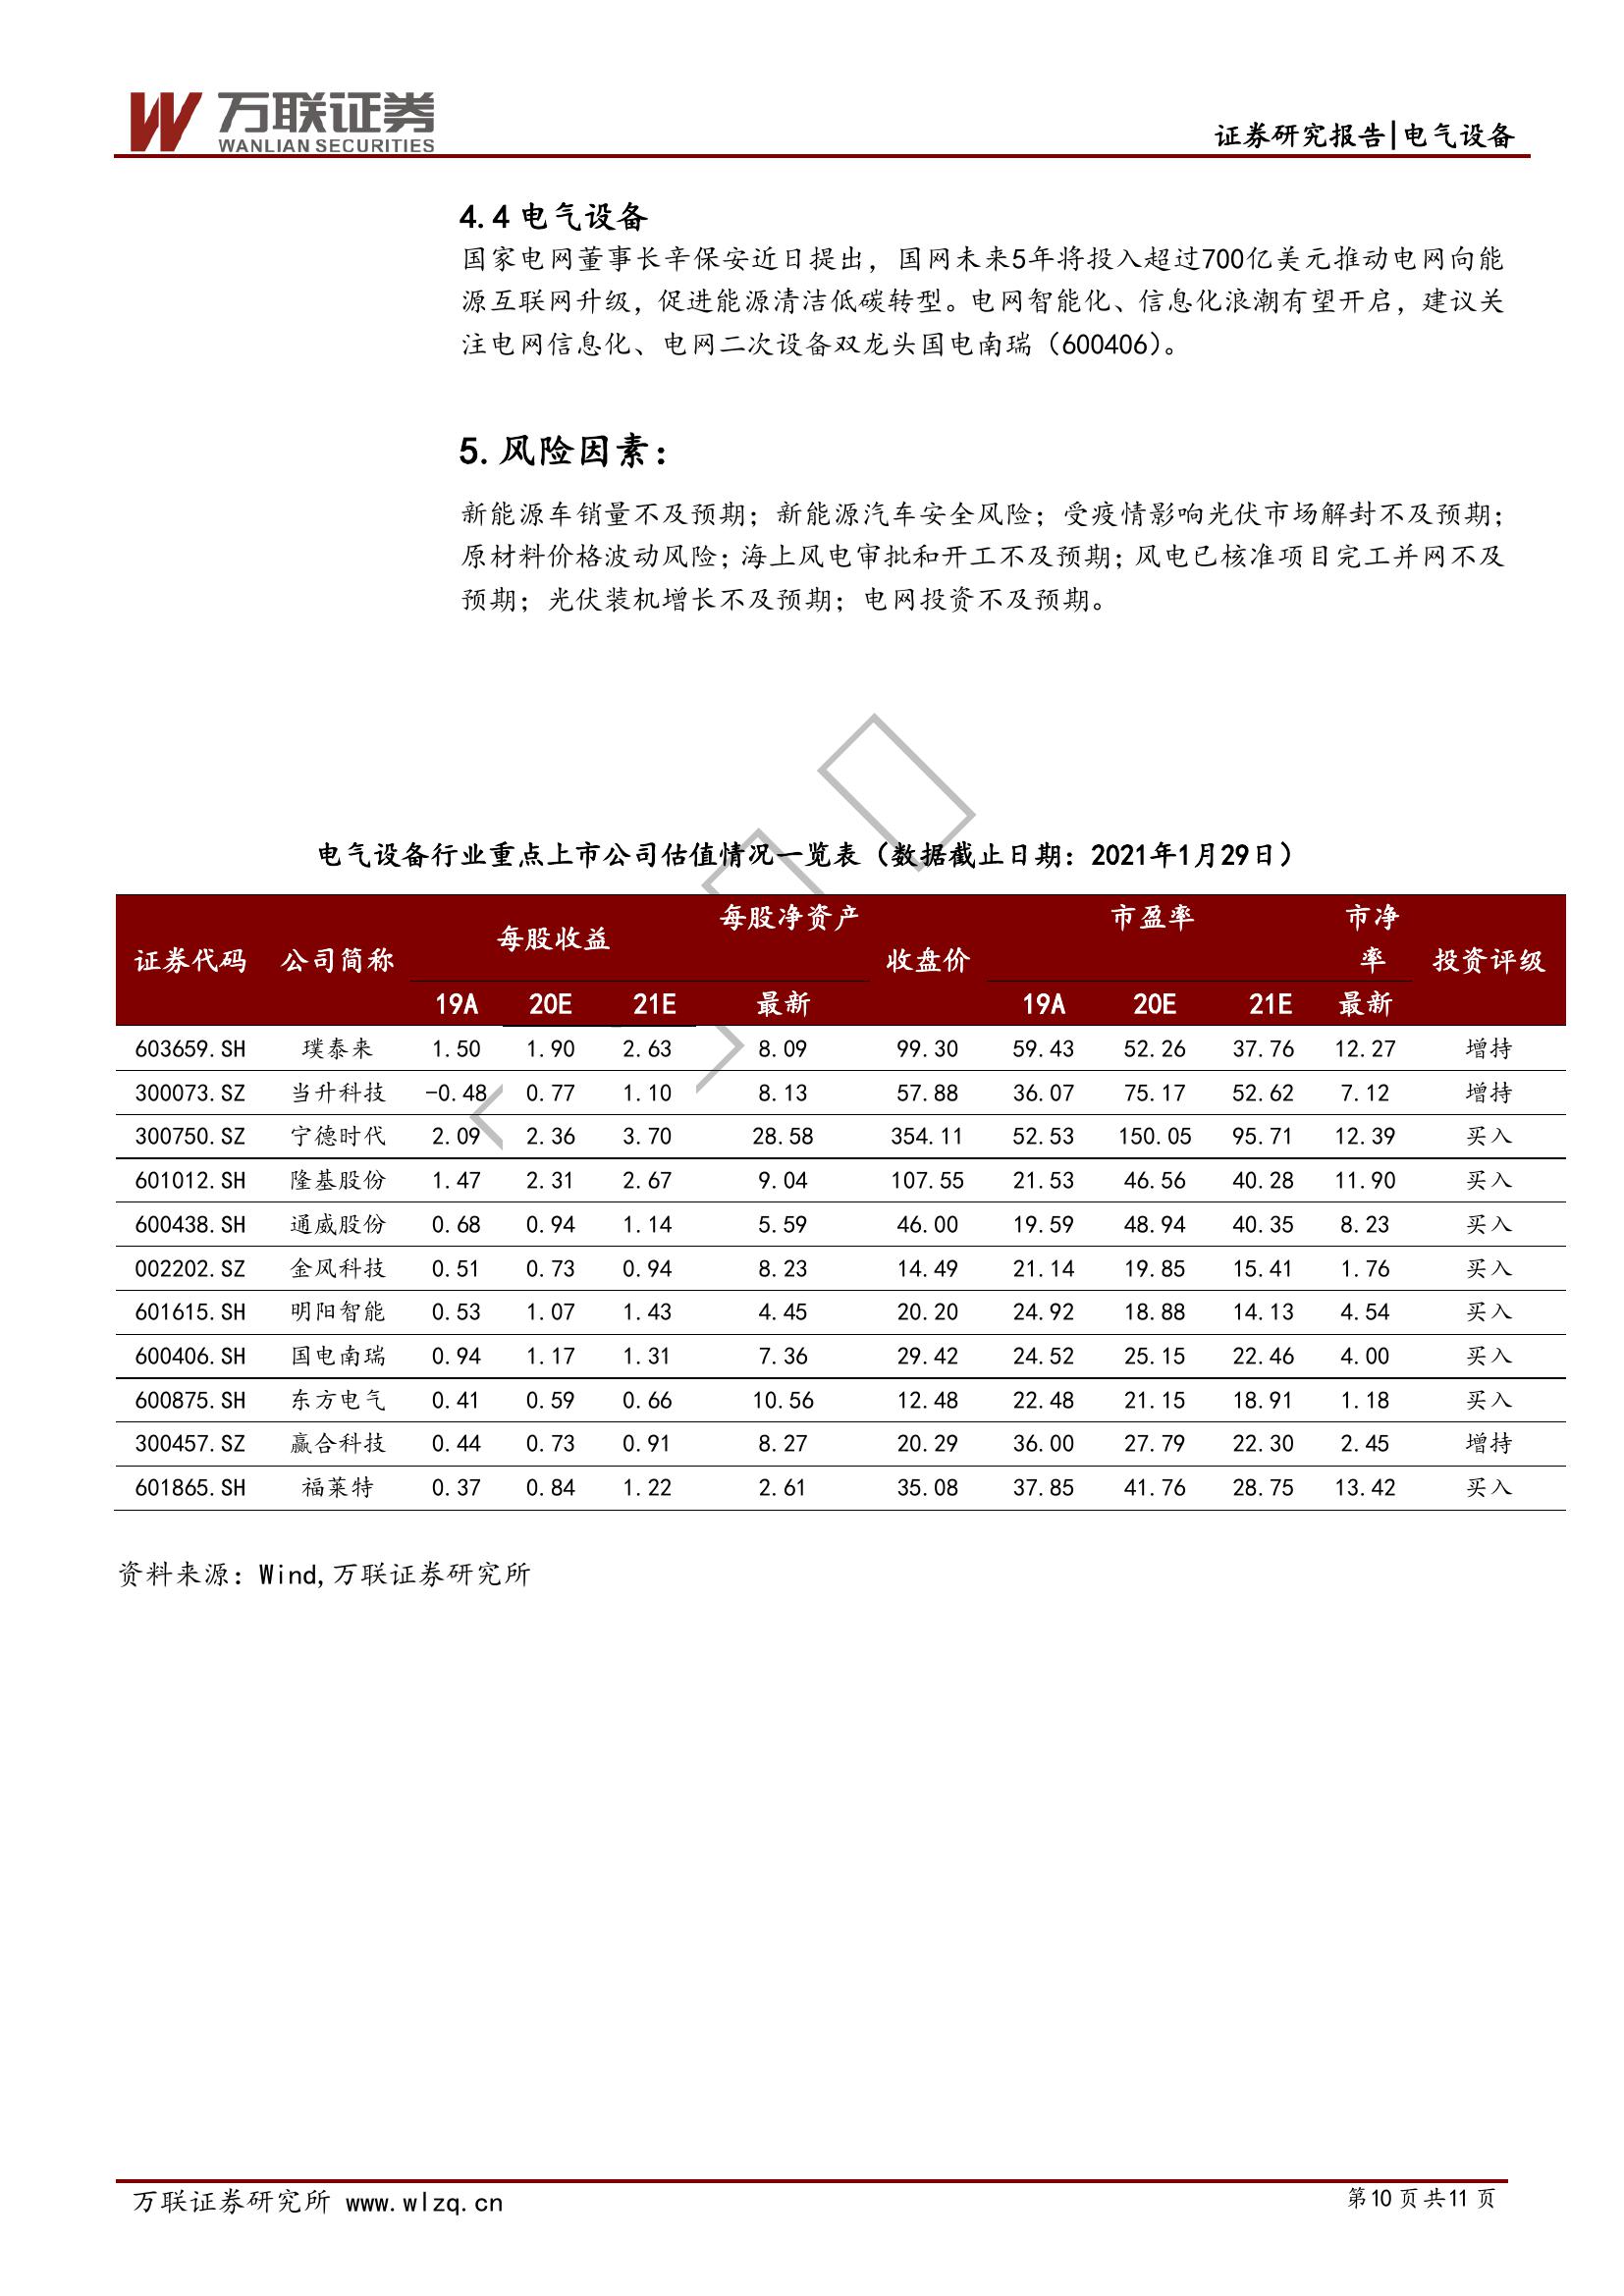 万联证券
WANLIAN SECURITIES
证券研究报告|电气设备
4.4 电气设备
国家电网董事长辛保安近日提出，国网未来5年将投入超过700亿美元推动电网向能
源互联网升级，促进能源清洁低碳转型。电网智能化、信息化浪潮有望开启，建议关
注电网信息化、电网二次设备双龙头国电南瑞（600406）。
5. 风险因素：
新能源车销量不及预期；新能源汽车安全风险；受疫情影响光伏市场解封不及预期；
原材料价格波动风险；海上风电审批和开工不及预期；风电已核准项目完工并网不及
预期；光伏装机增长不及预期；电网投资不及预期。
电气设备行业重点上市公司估值情况一览表（数据截止日期：2021年1月29日）
证券代码 公司简称 每股收益 每股净资产 收盘价 市盈率 市净率 投资评级
19A 20E 21E 最新 19A 20E 21E 最新
603659.SH 璞泰来 1.50 1.90 2.63 8.09 99.30 59.43 52.26 37.76 12.27 增持
300073.SZ 当升科技 -0.48 0.77 1.10 8.13 57.88 36.07 75.17 52.62 7.12 增持
300750.SZ 宁德时代 2.09 2.36 3.70 28.58 354.11 52.53 150.05 95.71 12.39 买入
601012.SH 隆基股份 1.47 2.31 2.67 9.04 107.55 21.53 46.56 40.28 11.90 买入
600438.SH 通威股份 0.68 0.94 1.14 5.59 46.00 19.59 48.94 40.35 8.23 买入
002202.SZ 金风科技 0.51 0.73 0.94 8.23 14.49 21.14 19.85 15.41 1.76 买入
601615.SH 明阳智能 0.53 1.07 1.43 4.45 20.20 24.92 18.88 14.13 4.54 买入
600406.SH 国电南瑞 0.94 1.17 1.31 7.36 29.42 24.52 25.15 22.46 4.00 买入
600875.SH 东方电气 0.41 0.59 0.66 10.56 12.48 22.48 21.15 18.91 1.18 买入
300457.SZ 赢合科技 0.44 0.73 0.91 8.27 20.29 36.00 27.79 22.30 2.45 增持
601865.SH 福莱特 0.37 0.84 1.22 2.61 35.08 37.85 41.76 28.75 13.42 买入
资料来源：Wind,万联证券研究所
万联证券研究所 www.wlzq.cn
第10页共11页